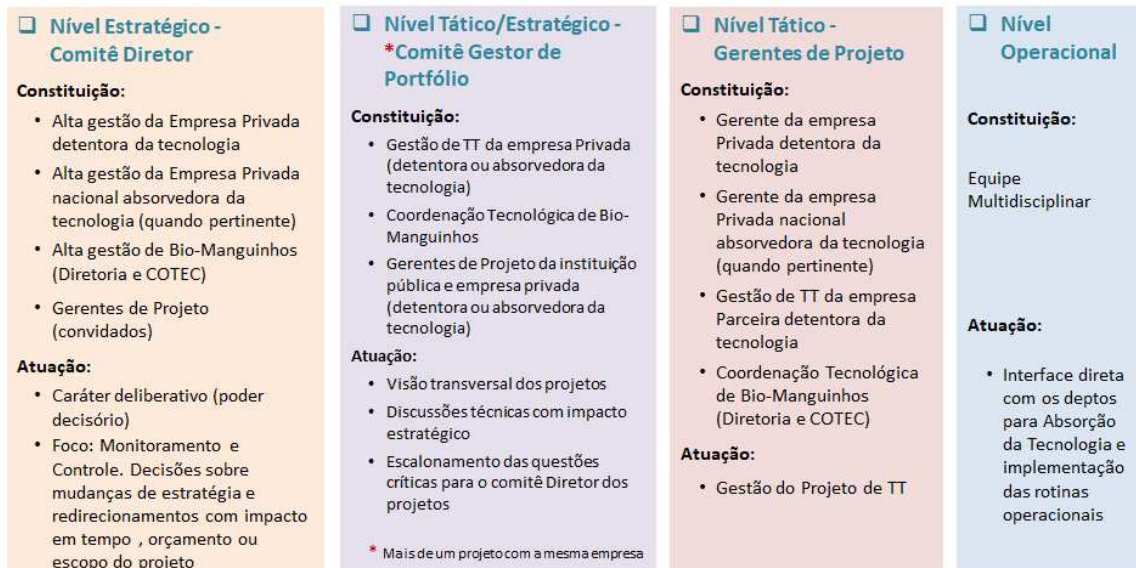 Nível Estratégico -
Comitê Diretor
Constituição:
• Alta gestão da Empresa Privada
detentora da tecnologia
• Alta gestão da Empresa Privada
nacional absorvedora da
tecnologia (quando pertinente)
• Alta gestão de Bio-Manguinhos
(Diretoria e COTEC)
• Gerentes de Projeto
(convidados)
Atuação:
• Caráter deliberativo (poder
decisório)
• Foco: Monitoramento e
Controle. Decisões sobre
mudanças de estratégia e
redirecionamentos com impacto
em tempo , orçamento ou
escopo do projeto
Nível Tático/Estratégico -
*Comitê Gestor de
Portfólio
Constituição:
• Gestão de TT da empresa Privada
(detentora ou absorvedora da
tecnologia)
• Coordenação Tecnológica de Bio-
Manguinhos
• Gerentes de Projeto da instituição
pública e empresa privada
(detentora ou absorvedora da
tecnologia)
Atuação:
• Visão transversal dos projetos
• Discussões técnicas com impacto
estratégico
• Escalonamento das questões
críticas para o comitê Diretor dos
projetos
* Mais de um projeto com a mesma empresa
Nível Tático -
Gerentes de Projeto
Constituição:
• Gerente da empresa
Privada detentora da
tecnologia
• Gerente da empresa
Privada nacional
absorvedora da tecnologia
(quando pertinente)
• Gestão de TT da empresa
Parceira detentora da
tecnologia
• Coordenação Tecnológica
de Bio-Manguinhos
(Diretoria e COTEC)
Atuação:
• Gestão do Projeto de TT
Nível
Operacional
Constituição:
Equipe
Multidisciplinar
Atuação:
• Interface direta
com os deptos
para Absorção
da Tecnologia e
implementação
das rotinas
operacionais